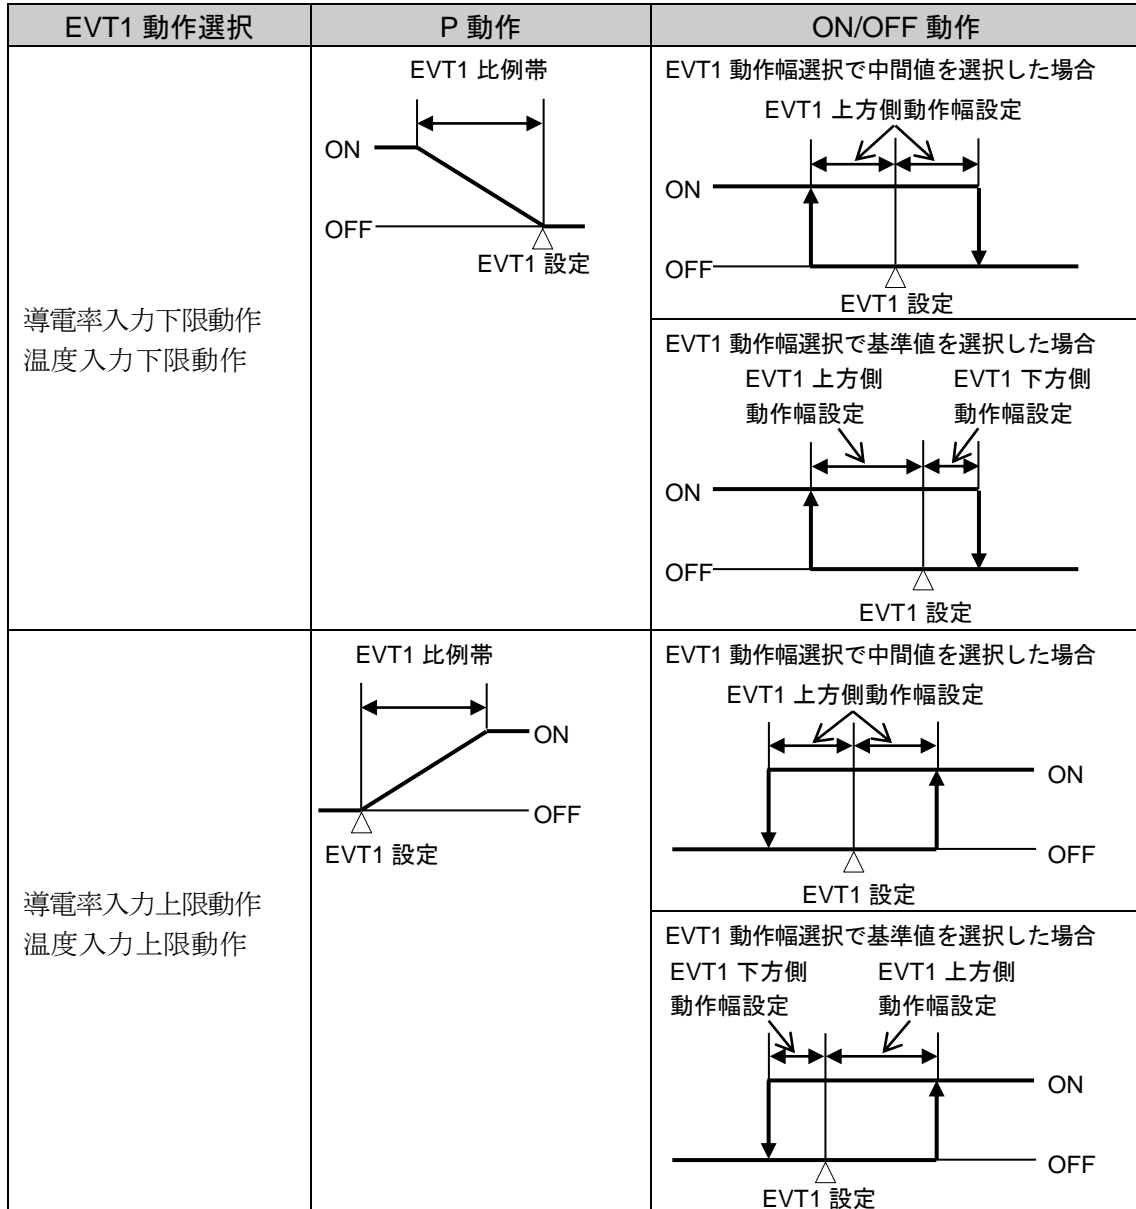 EVT1 動作選択
P 動作
ON/OFF 動作
導電率入力下限動作
温度入力下限動作
EVT1 比例帯
ON
OFF
EVT1 設定
EVT1 動作幅選択で中間値を選択した場合
EVT1 上方側動作幅設定
ON
OFF
EVT1 設定
EVT1 動作幅選択で基準値を選択した場合
EVT1 上方側
動作幅設定
EVT1 下方側
動作幅設定
ON
OFF
EVT1 設定
導電率入力上限動作
温度入力上限動作
EVT1 比例帯
ON
OFF
EVT1 設定
EVT1 動作幅選択で中間値を選択した場合
EVT1 上方側動作幅設定
ON
OFF
EVT1 設定
EVT1 動作幅選択で基準値を選択した場合
EVT1 下方側
動作幅設定
EVT1 上方側
動作幅設定
ON
OFF
EVT1 設定